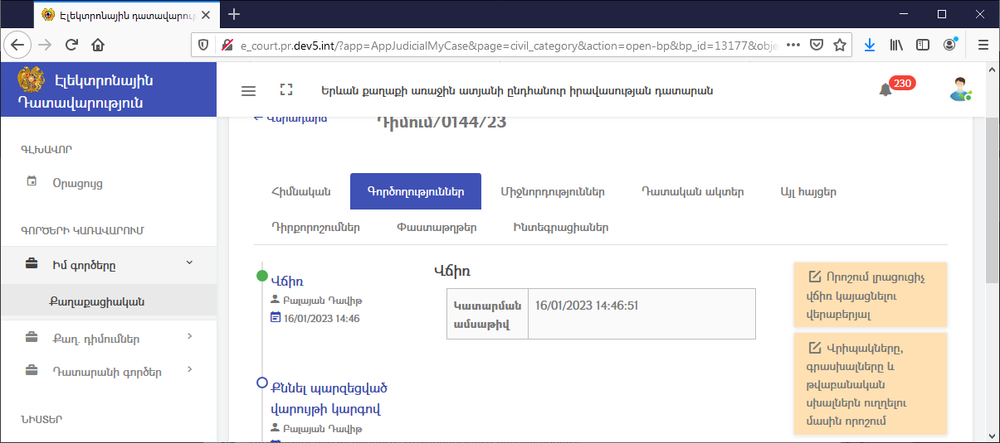 Էլեկտրոնային դատավարու
e_court.pr.dev5.int/?app=AppJudicialMyCase&page=civil_category&action=open-bp&bp_id=13177&obje
Էլեկտրոնային
Դատավարություն
Երևան քաղաքի առաջին ատյանի ընդհանուր իրավասության դատարան
230
← Վերադարձ
Դիմում/0144/23
ԳԼԽԱՎՈՐ
Օրացույց
ԳՈՐԾԵՐԻ ԿԱՌԱՎԱՐՈՒՄ
Իմ գործերը
Քաղաքացիական
Քաղ. դիմումներ
Դատարանի գործեր
ՆԻՍՏԵՐ
Հիմնական
Գործողություններ
Միջնորդություններ
Դատական ակտեր
Այլ հայցեր
Դիրքորոշումներ
Փաստաթղթեր
Ինտեգրացիաներ
Վճիռ
Բալայան Դավիթ
16/01/2023 14:46
Վճիռ
Կատարման
ամսաթիվ
16/01/2023 14:46:51
Քննել պարզեցված
վարույթի կարգով
Բալայան Դավիթ
Որոշում լրացուցիչ
վճիռ կայացնելու
վերաբերյալ
Վրիպակները,
գրասխալները և
թվաբանական
սխալներն ուղղելու
մասին որոշում